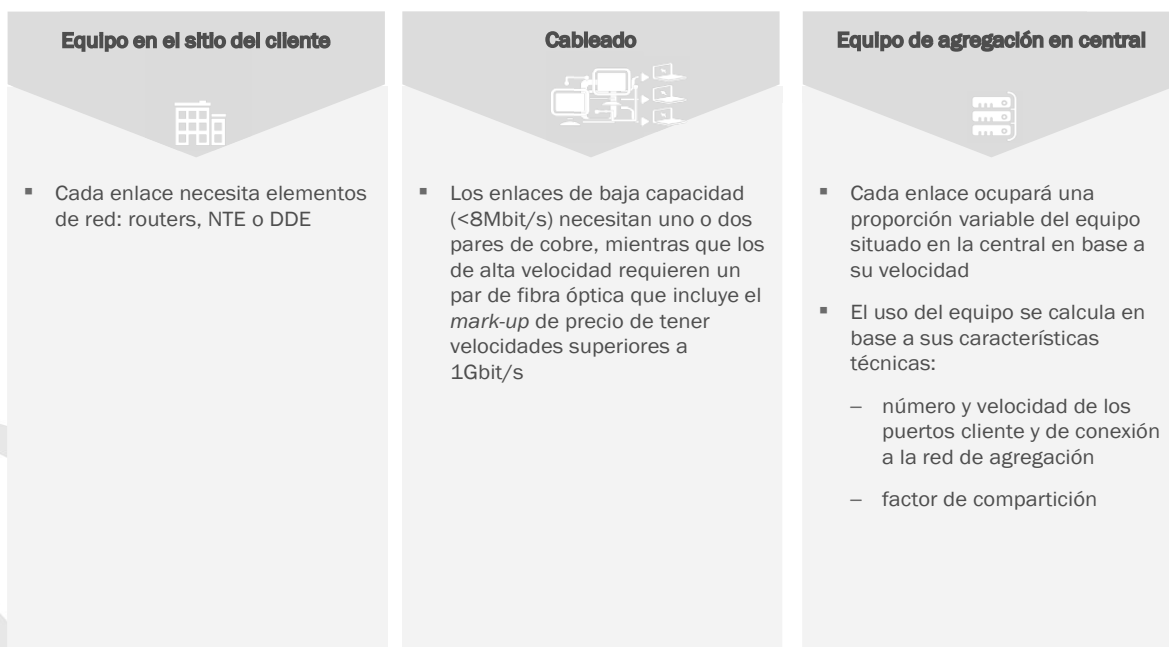 Equipo en el sitio del cliente
▪ Cada enlace necesita elementos
de red: routers, NTE o DDE
Cableado
▪ Los enlaces de baja capacidad
(<8Mbit/s) necesitan uno o dos
pares de cobre, mientras que los
de alta velocidad requieren un
par de fibra óptica que incluye el
mark-up de precio de tener
velocidades superiores a
1Gbit/s
Equipo de agregación en central
▪ Cada enlace ocupará una
proporción variable del equipo
situado en la central en base a
su velocidad
▪ El uso del equipo se calcula en
base a sus características
técnicas:
– número y velocidad de los
puertos cliente y de conexión
a la red de agregación
– factor de compartición